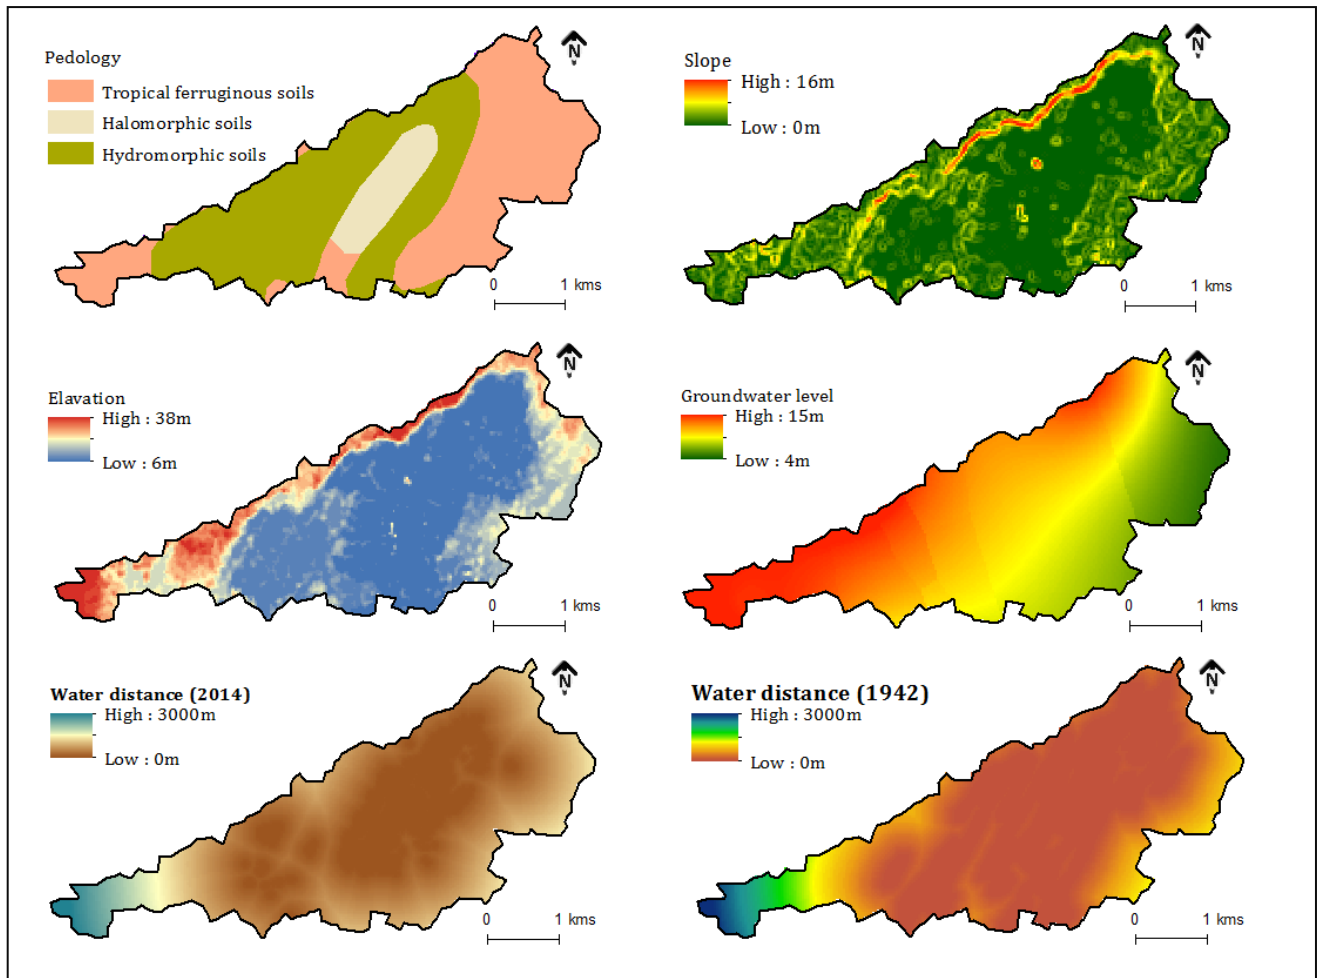 Pedology
Tropical ferruginous soils
Halomorphic soils
Hydromorphic soils
N
0 1 kms
Slope
High : 16m
Low : 0m
N
0 1 kms
Elavation
High : 38m
Low : 6m
N
0 1 kms
Groundwater level
High : 15m
Low : 4m
N
0 1 kms
Water distance (2014)
High : 3000m
Low : 0m
N
0 1 kms
Water distance (1942)
High : 3000m
Low : 0m
N
0 1 kms